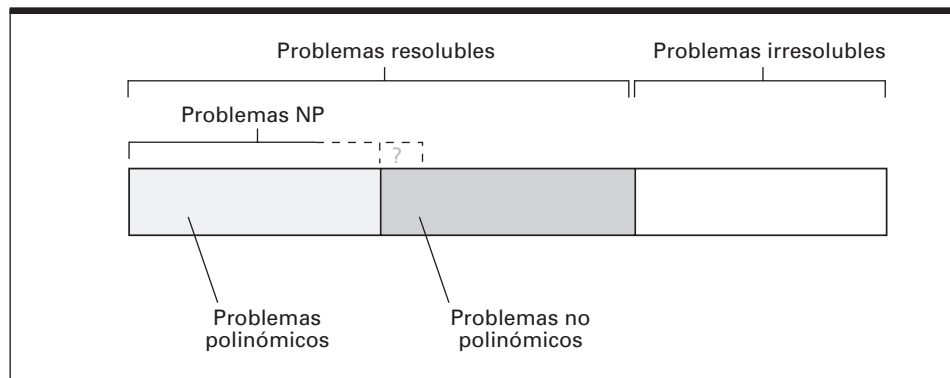 Problemas resolubles
Problemas irresolubles
Problemas NP
?
Problemas
polinómicos
Problemas no
polinómicos